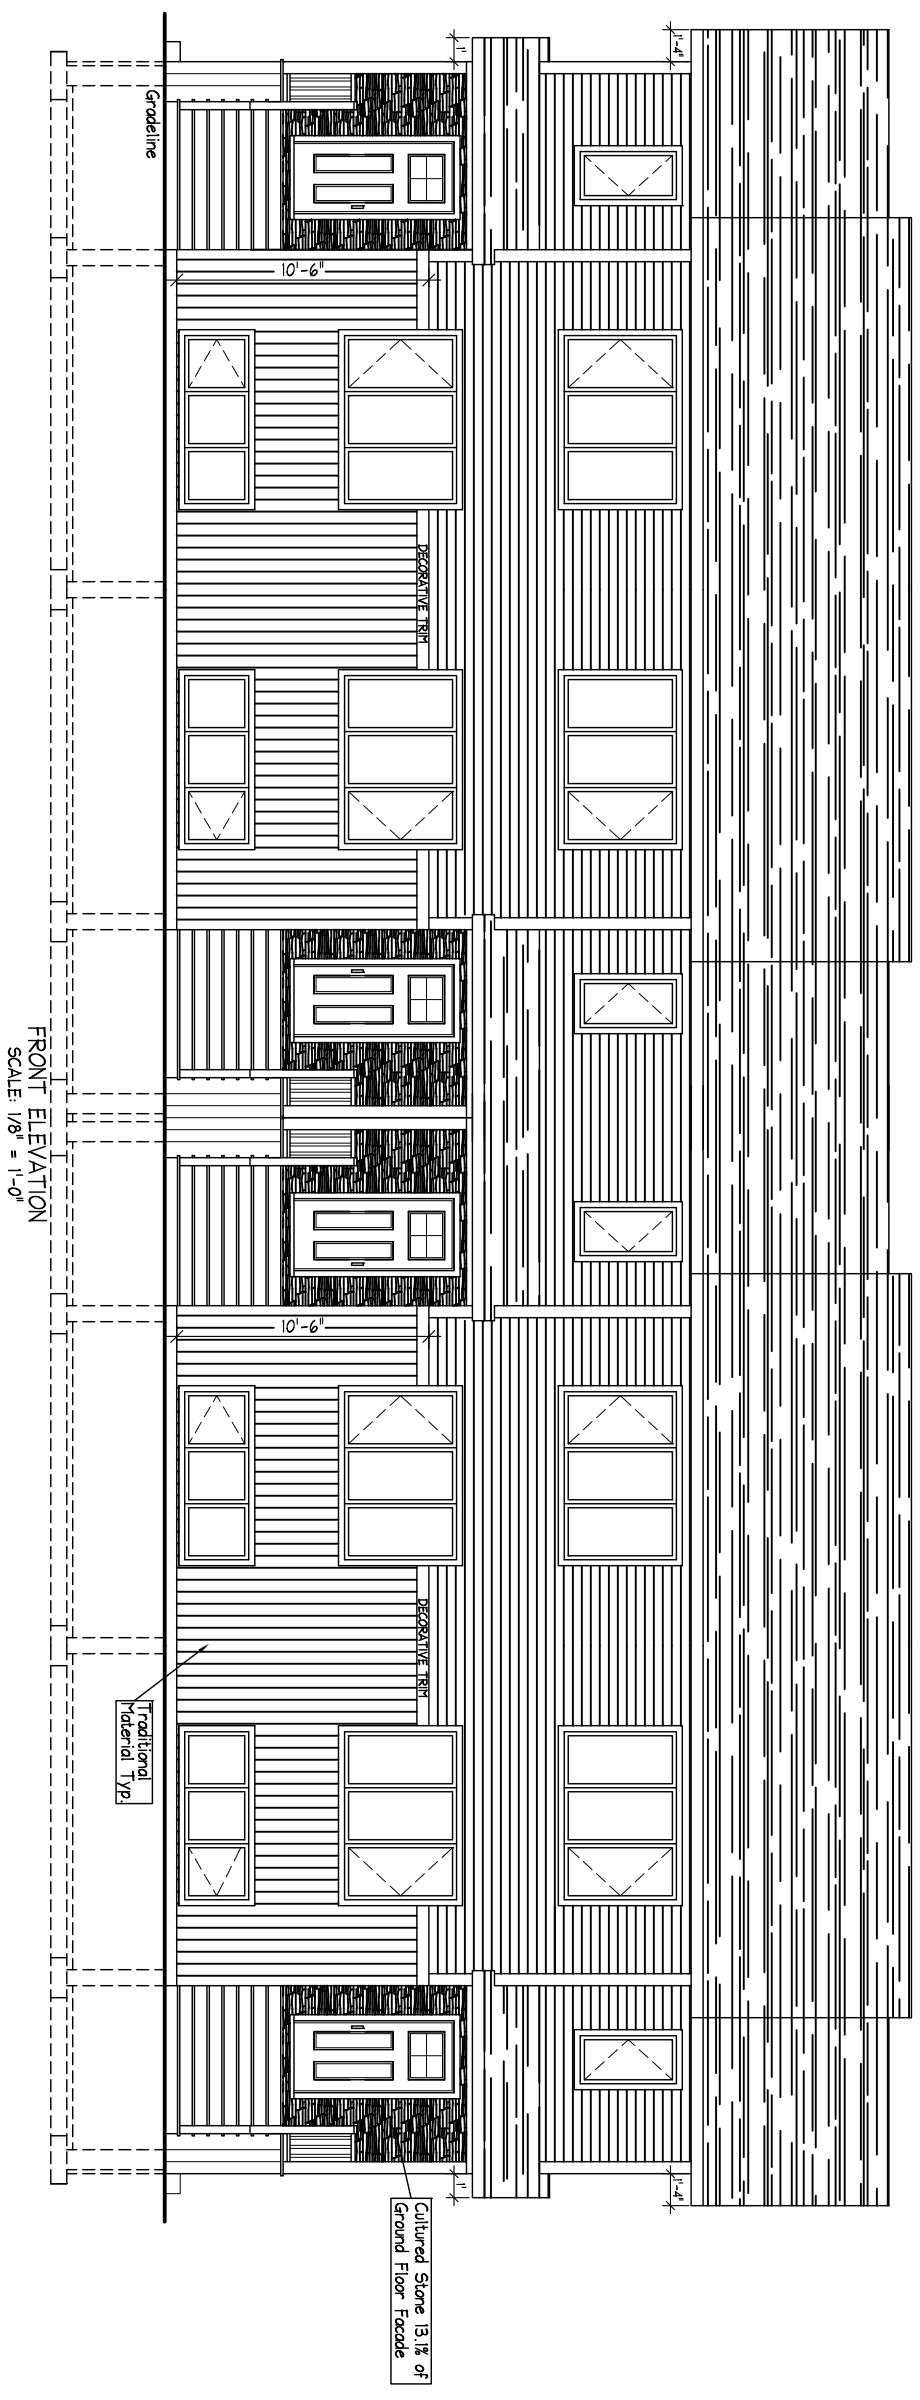 1'-4"
1'-4"
1'
1'
10'-6"
10'-6"
DECORATIVE TRIM
DECORATIVE TRIM
Cultured Stone 13.1% of
Ground Floor Facade
Gradeline
Traditional
Material Typ.
FRONT ELEVATION
SCALE: 1/8" = 1'-0"